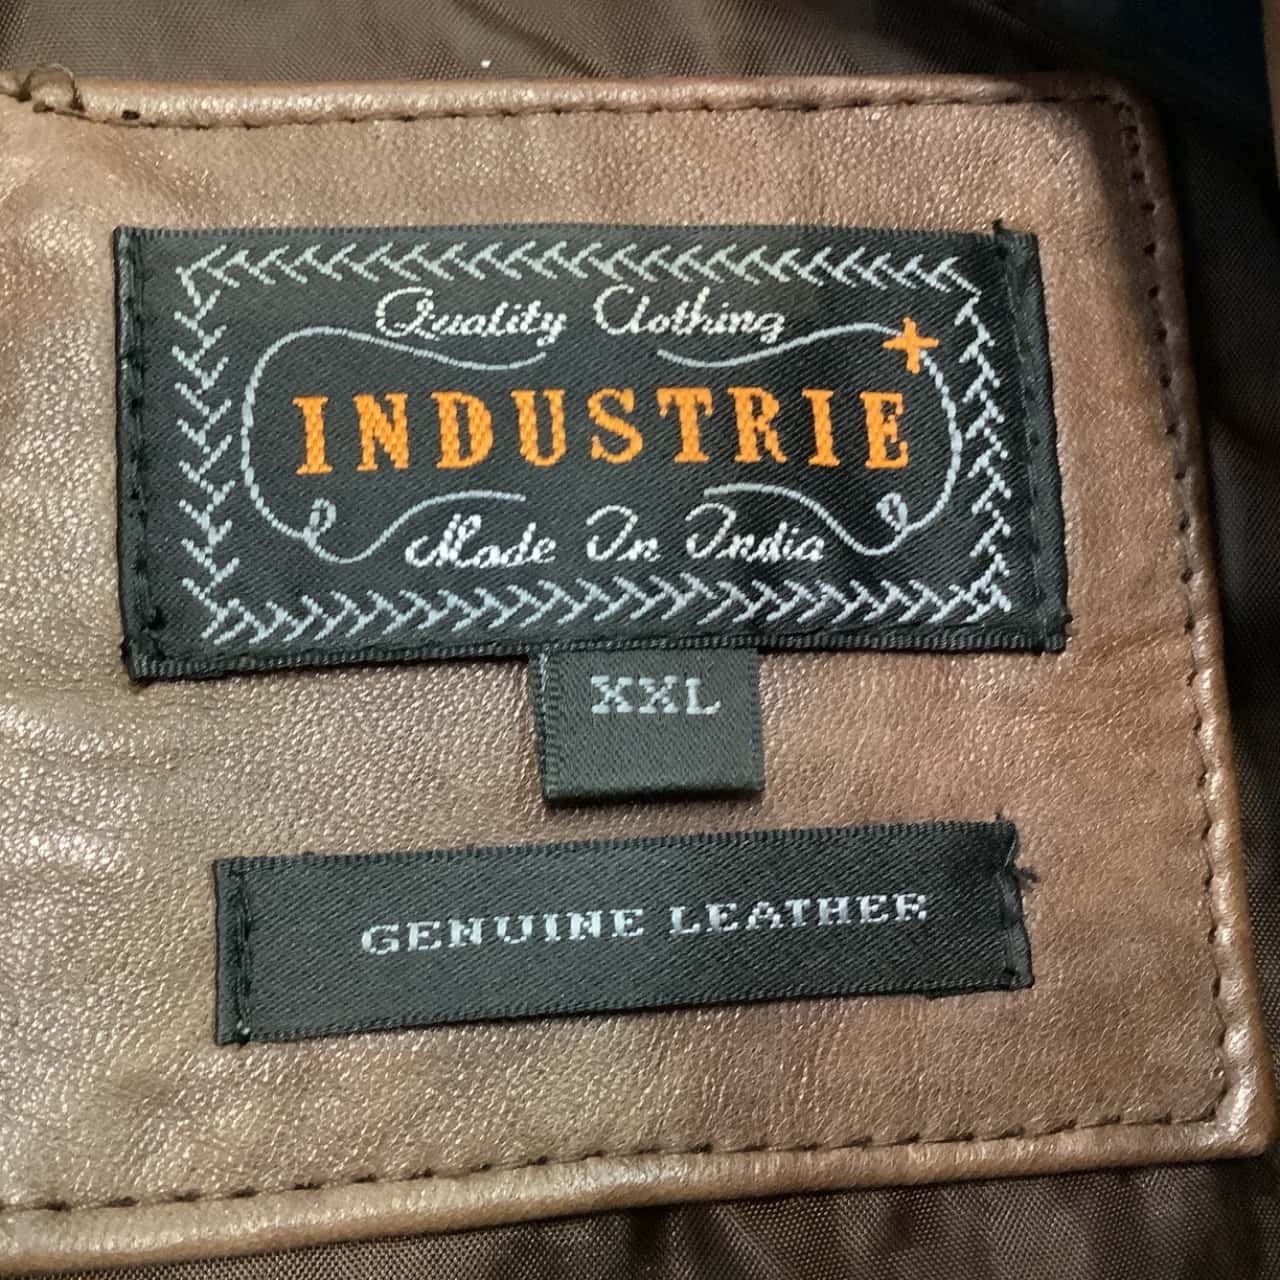 Quality Clothing
INDUSTRIE+
Made In India
XXL
GENUINE LEATHER